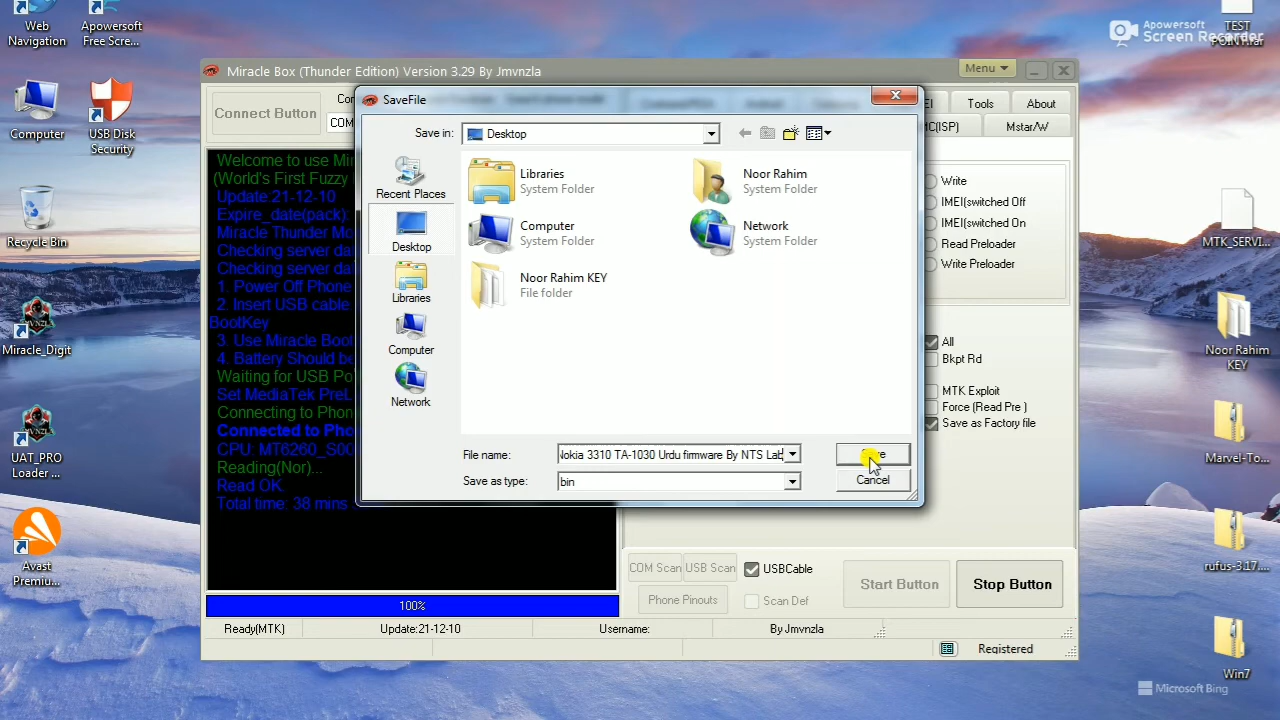 Web
Navigation
Apowersoft
Free Scre...
Computer
USB Disk
Security
Recycle Bin
Miracle_Digit
UAT_PRO
Loader ...
Avast
Premiu...
Apowersoft
Screen Recorder
TEST
POINT.rar
MTK_SERVI...
Noor Rahim
KEY
Marvel-To...
rufus-3.17....
Win7
Microsoft Bing
Miracle Box (Thunder Edition) Version 3.29 By Jmvnzla
Menu
Connect Button
COM
Tools
About
Mstar/W
Welcome to use Mi
(World's First Fuzzy
Update:21-12-10
Expire_date(pack):
Miracle Thunder Mo
Checking server da
Checking server da
1. Power Off Phone
2. Insert USB cable.
BootKey
3. Use Miracle Boot
4. Battery Should be
Waiting for USB Po
Set MediaTek PreL
Connecting to Phon
Connected to Pho
CPU: MT6260_S00
Reading(Nor)...
Read OK.
Total time: 38 mins
SaveFile
Save in:
Desktop
Recent Places
Desktop
Libraries
Computer
Network
Libraries
System Folder
Noor Rahim
System Folder
Computer
System Folder
Network
System Folder
Noor Rahim KEY
File folder
File name:
Nokia 3310 TA-1030 Urdu firmware By NTS Lab
Save as type:
bin
Cancel
Write
IMEI(switched Off
IMEI(switched On
Read Preloader
Write Preloader
All
Bkpt Rd
MTK Exploit
Force (Read Pre )
Save as Factory file
COM Scan
USB Scan
USBCable
Phone Pinouts
Scan Def
Start Button
Stop Button
100%
Ready(MTK)
Update:21-12-10
Username:
By Jmvnzla
Registered